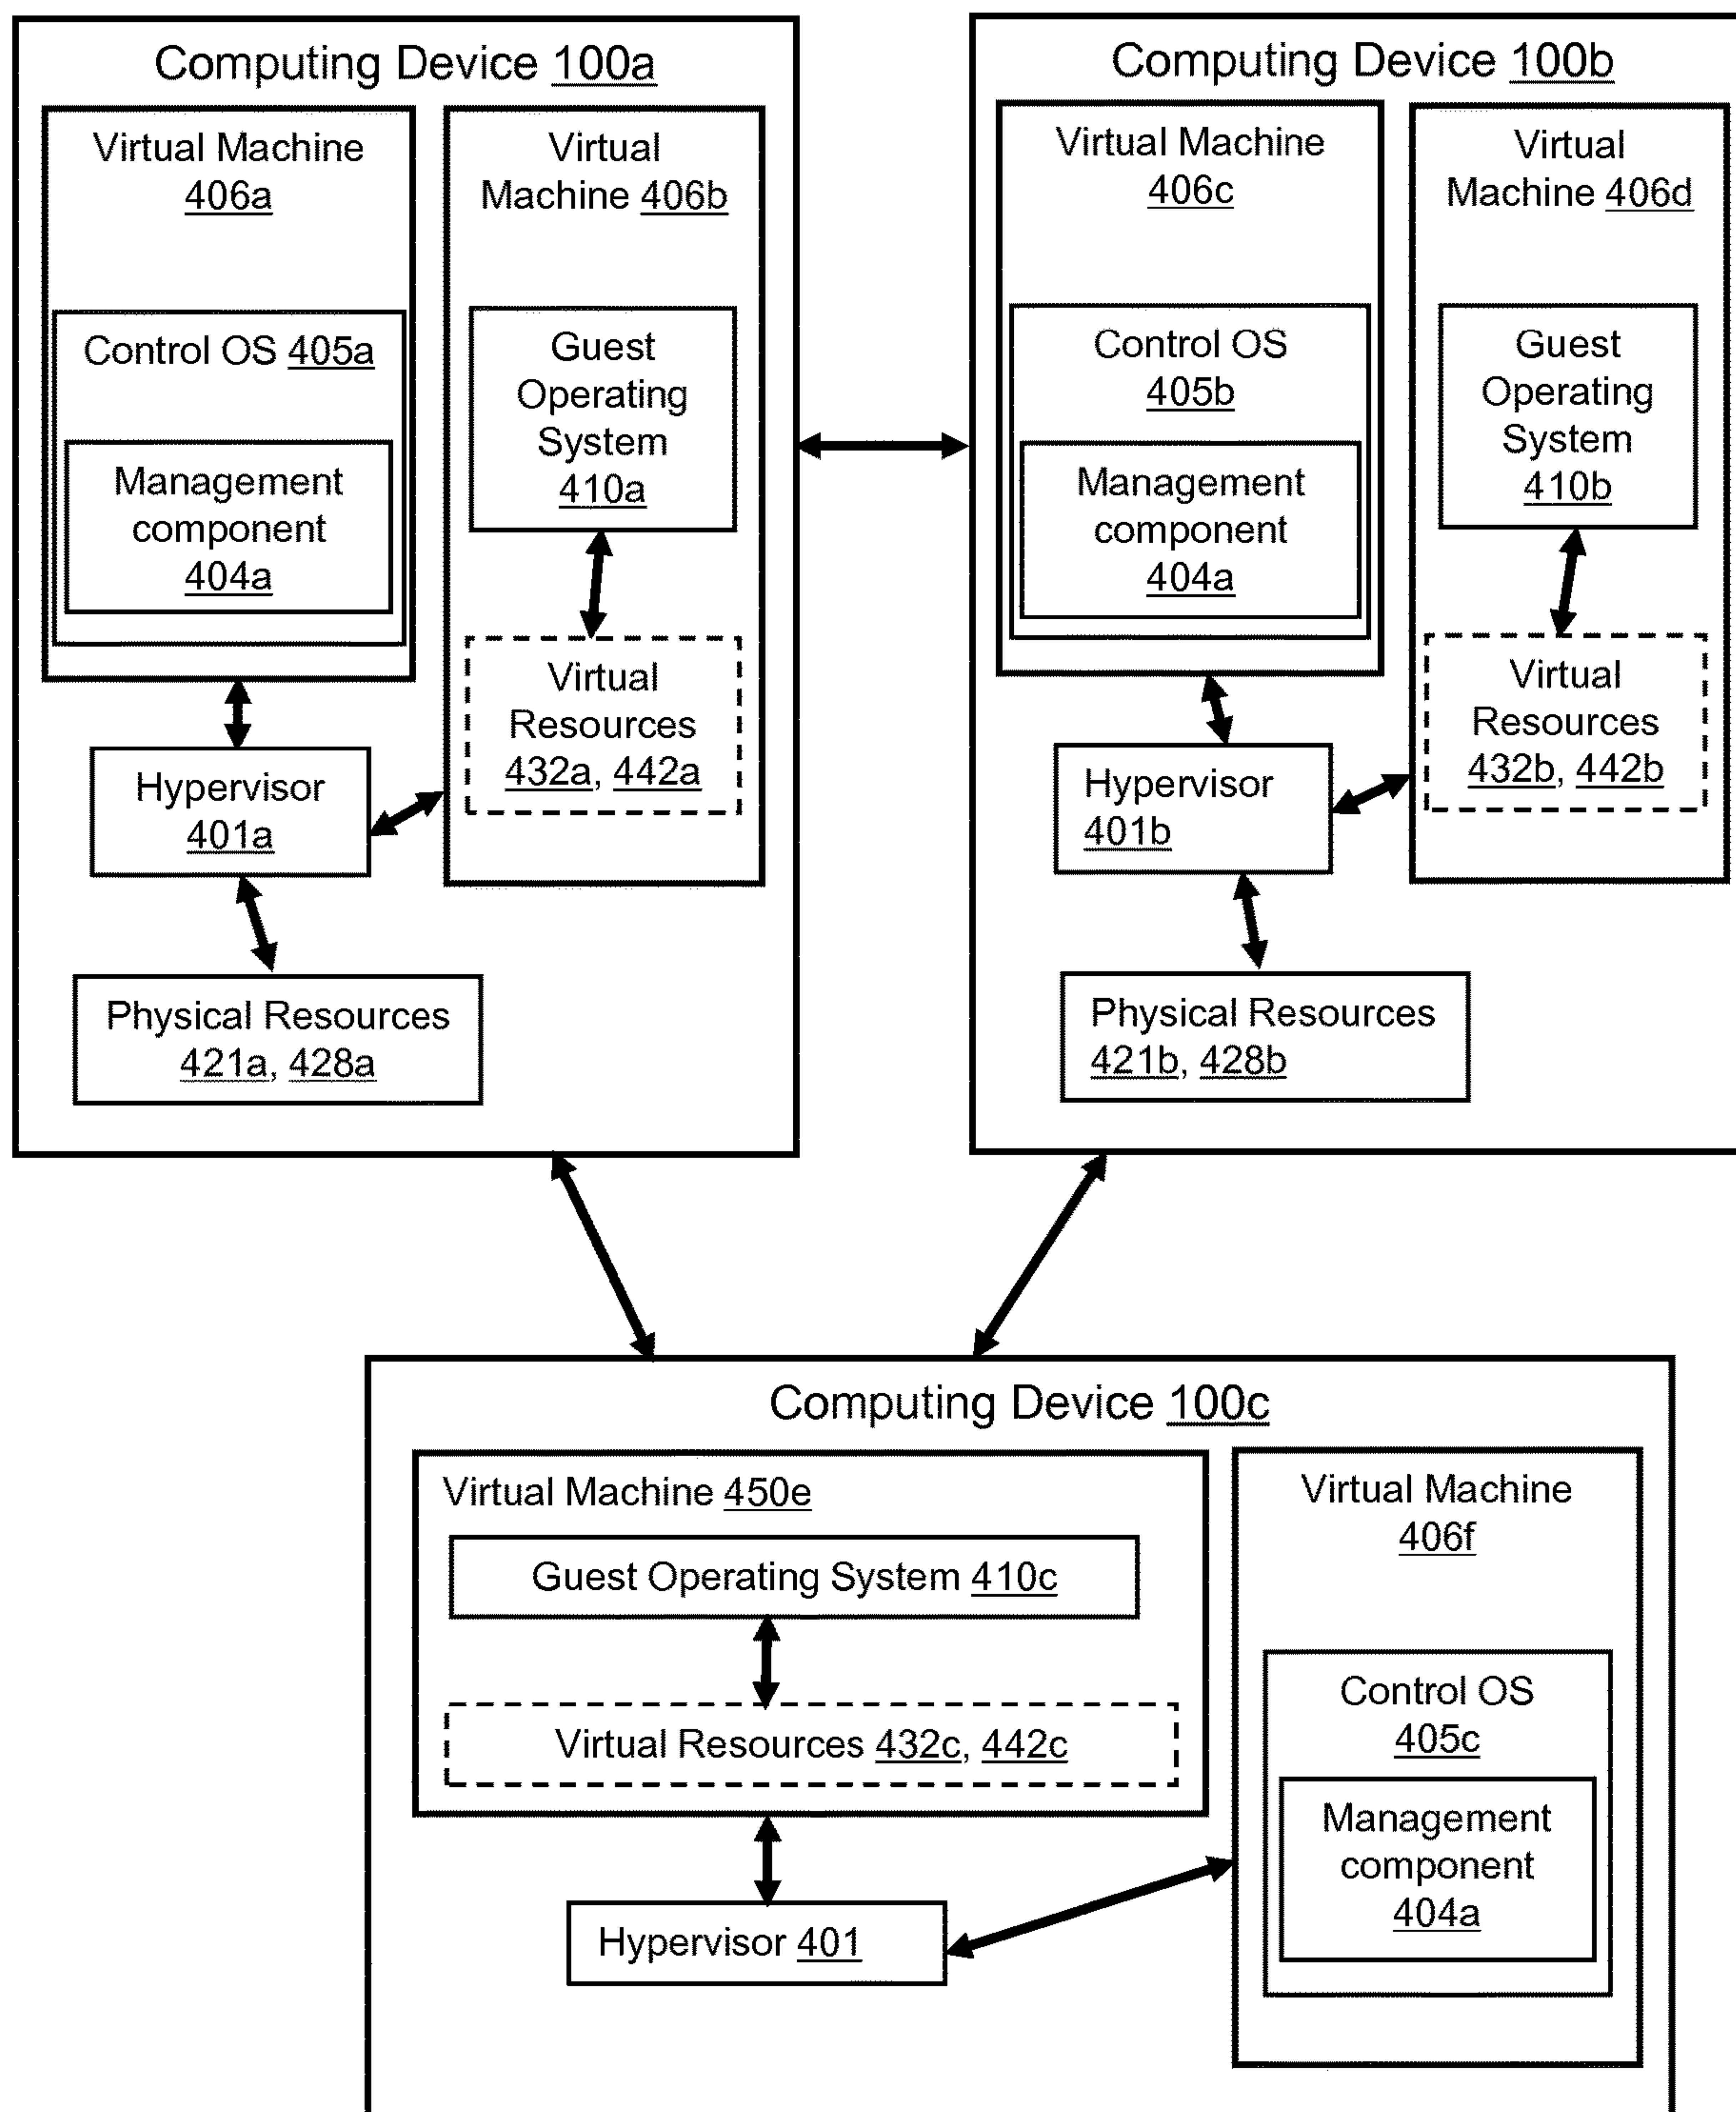 Computing Device 100a
Virtual Machine
406a
Control OS 405a
Management
component
404a
Virtual
Machine 406b
Guest
Operating
System
410a
Virtual
Resources
432a, 442a
Hypervisor
401a
Physical Resources
421a, 428a
Computing Device 100b
Virtual Machine
406c
Control OS
405b
Management
component
404a
Virtual
Machine 406d
Guest
Operating
System
410b
Virtual
Resources
432b, 442b
Hypervisor
401b
Physical Resources
421b, 428b
Computing Device 100c
Virtual Machine 450e
Guest Operating System 410c
Virtual Resources 432c, 442c
Hypervisor 401
Virtual Machine
406f
Control OS
405c
Management
component
404a